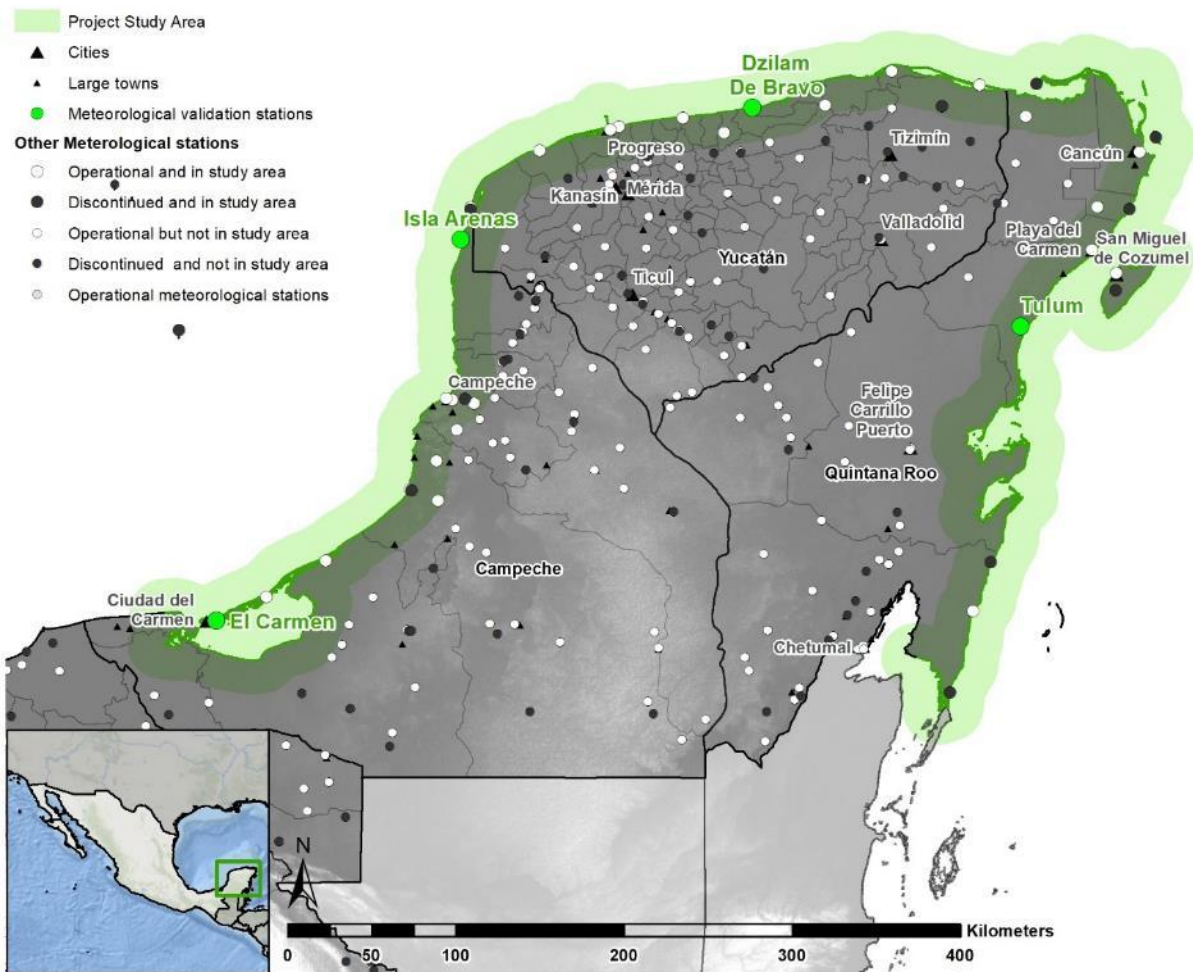 Project Study Area
Cities
Large towns
Meteorological validation stations
Other Meterological stations
Operational and in study area
Discontinued and in study area
Operational but not in study area
Discontinued and not in study area
Operational meteorological stations
Dzilam
De Bravo
Progreso
Tizimín
Cancún
Kanasín
Mérida
Isla Arenas
Valladolid
Playa del
Carmen
San Miguel
de Cozumel
Yucatán
Ticul
Tulum
Campeche
Felipe
Carrillo
Puerto
Quintana Roo
Campeche
Ciudad del
Carmen
El Carmen
Chetumal
N
Kilometers
0 50 100 200 300 400